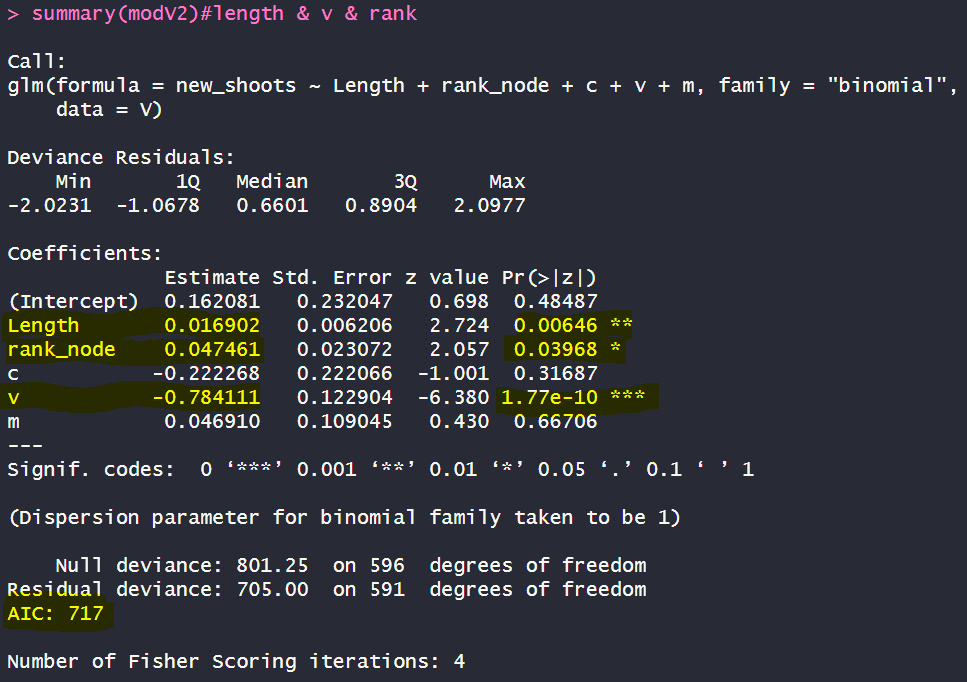 > summary(modV2)#length & v & rank
Call:
glm(formula = new_shoots ~ Length + rank_node + c + v + m, family = "binomial",
    data = V)
Deviance Residuals:
    Min      1Q  Median      3Q     Max
-2.0231 -1.0678  0.6601  0.8904  2.0977
Coefficients:
             Estimate Std. Error z value Pr(>|z|)
(Intercept)  0.162081   0.232047   0.698  0.48487
Length       0.016902   0.006206   2.724  0.00646 **
rank_node    0.047461   0.023072   2.057  0.03968 *
c           -0.222268   0.222066  -1.001  0.31687
v           -0.784111   0.122904  -6.380 1.77e-10 ***
m            0.046910   0.109045   0.430  0.66706
---
Signif. codes:  0 ‘***’ 0.001 ‘**’ 0.01 ‘*’ 0.05 ‘.’ 0.1 ‘ ’ 1
(Dispersion parameter for binomial family taken to be 1)
    Null deviance: 801.25  on 596  degrees of freedom
Residual deviance: 705.00  on 591  degrees of freedom
AIC: 717
Number of Fisher Scoring iterations: 4